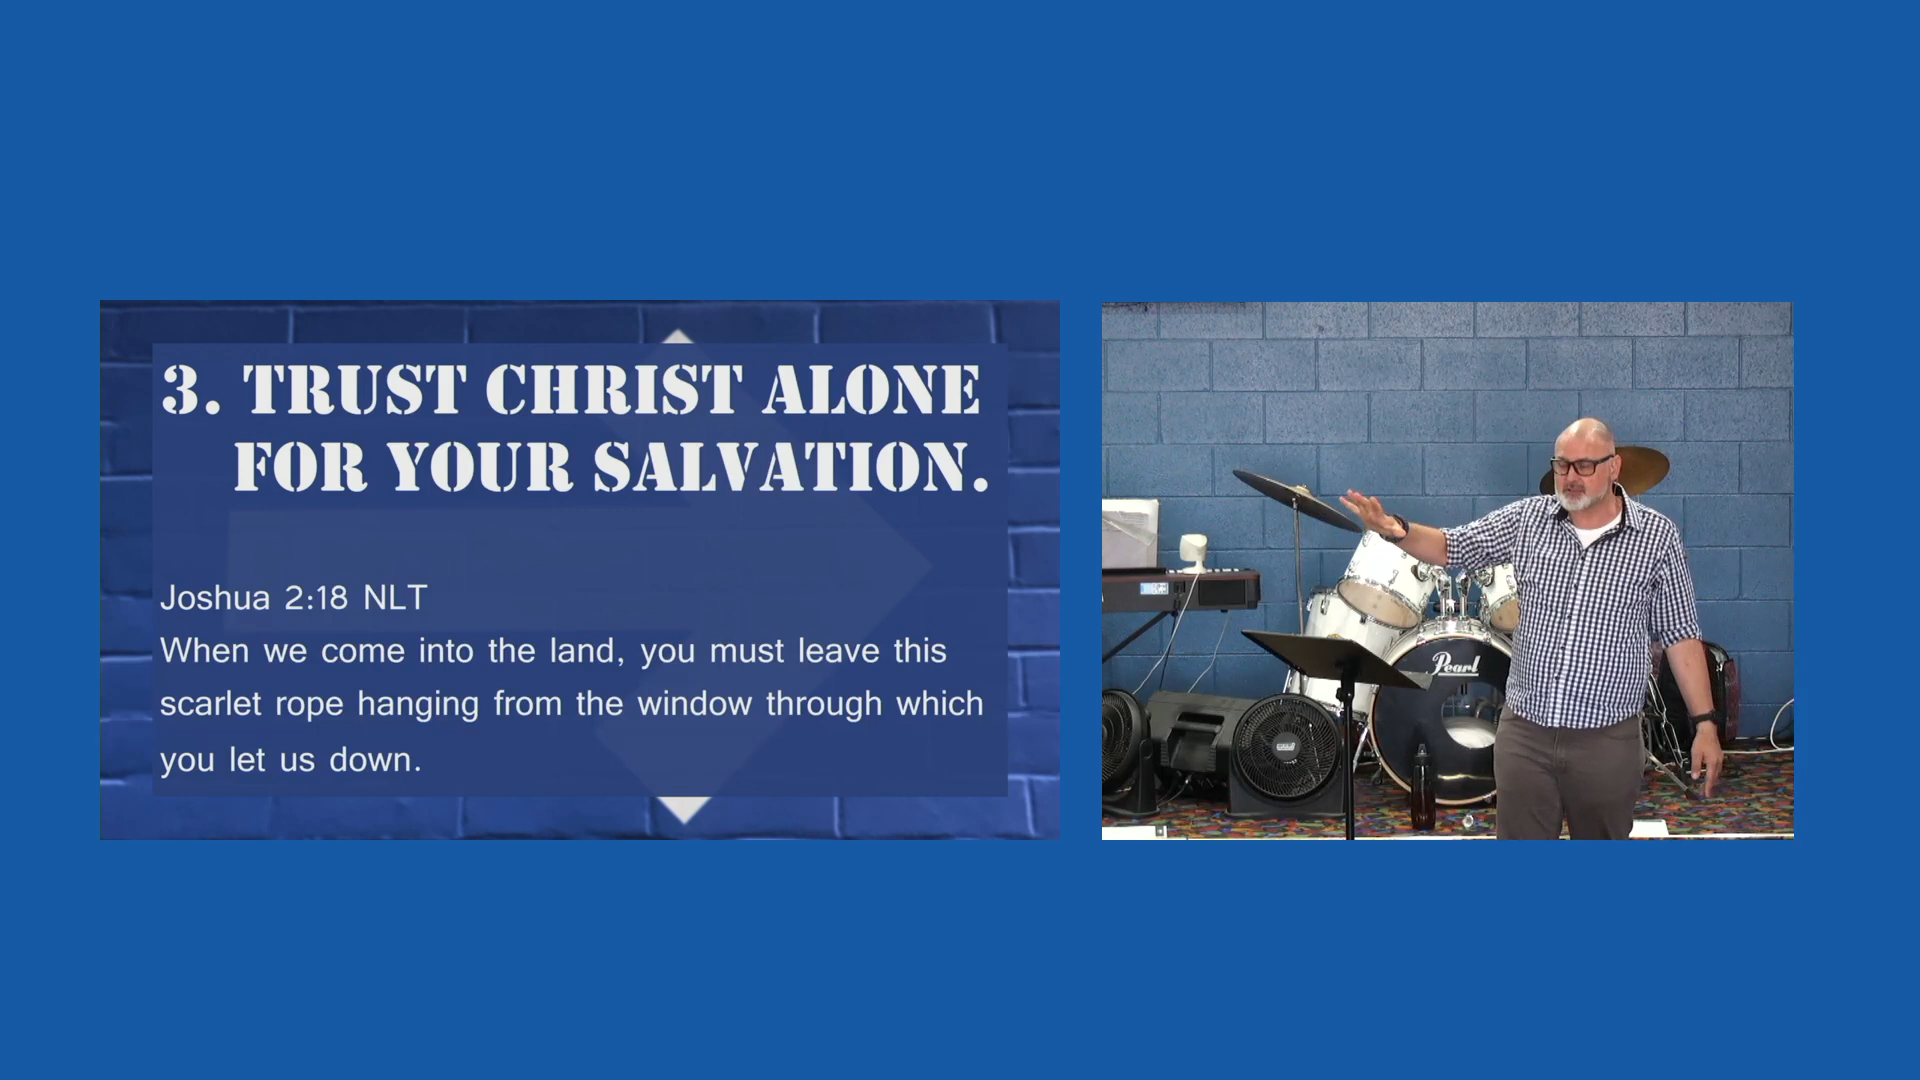 3. TRUST CHRIST ALONE
FOR YOUR SALVATION.
Joshua 2:18 NLT
When we come into the land, you must leave this
scarlet rope hanging from the window through which
you let us down.
Pearl